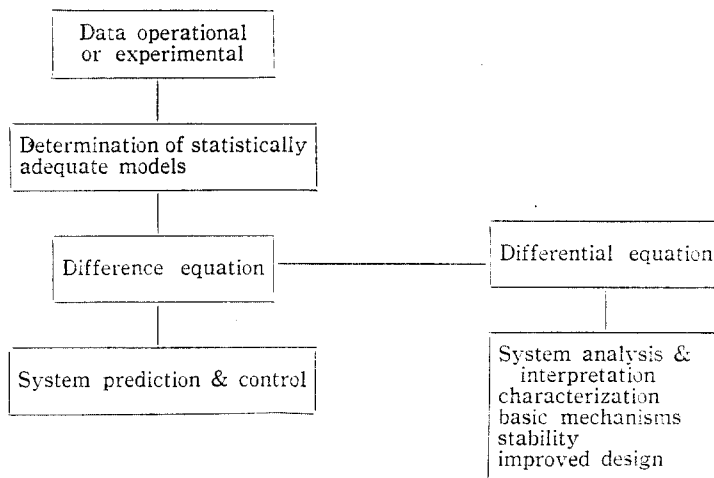 Data operational
or experimental
Determination of statistically
adequate models
Difference equation
Differential equation
System prediction & control
System analysis &
interpretation
characterization
basic mechanisms
stability
improved design